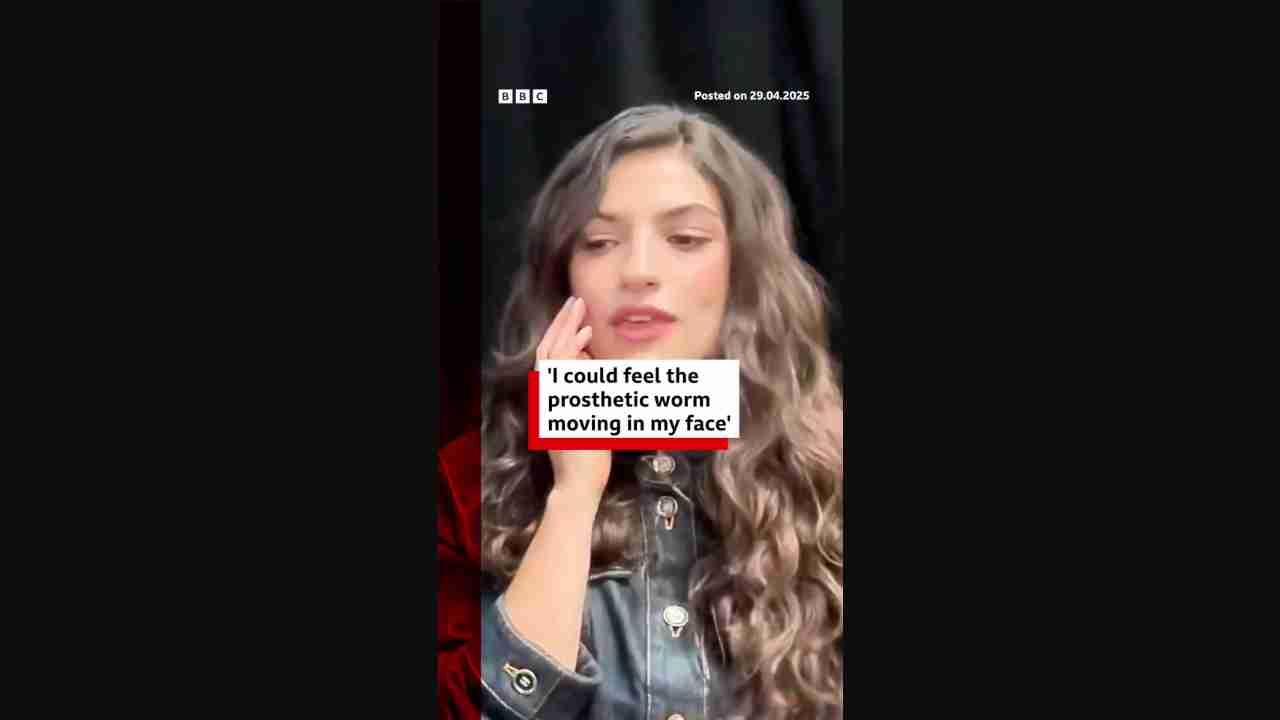 BBC
Posted on 29.04.2025
'I could feel the
prosthetic worm
moving in my face'